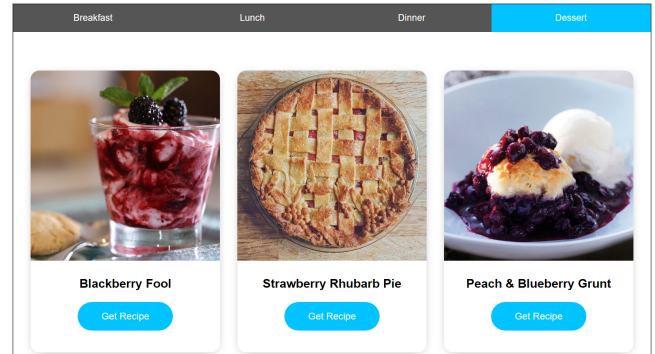 Breakfast Lunch Dinner Dessert
Blackberry Fool Strawberry Rhubarb Pie Peach & Blueberry Grunt
Get Recipe Get Recipe Get Recipe